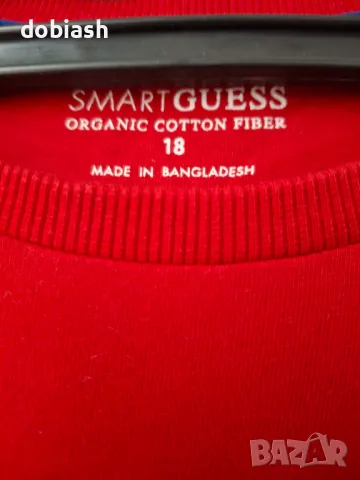 dobiash
SMARTGUESS
ORGANIC COTTON FIBER
18
MADE IN BANGLADESH
BAZAR